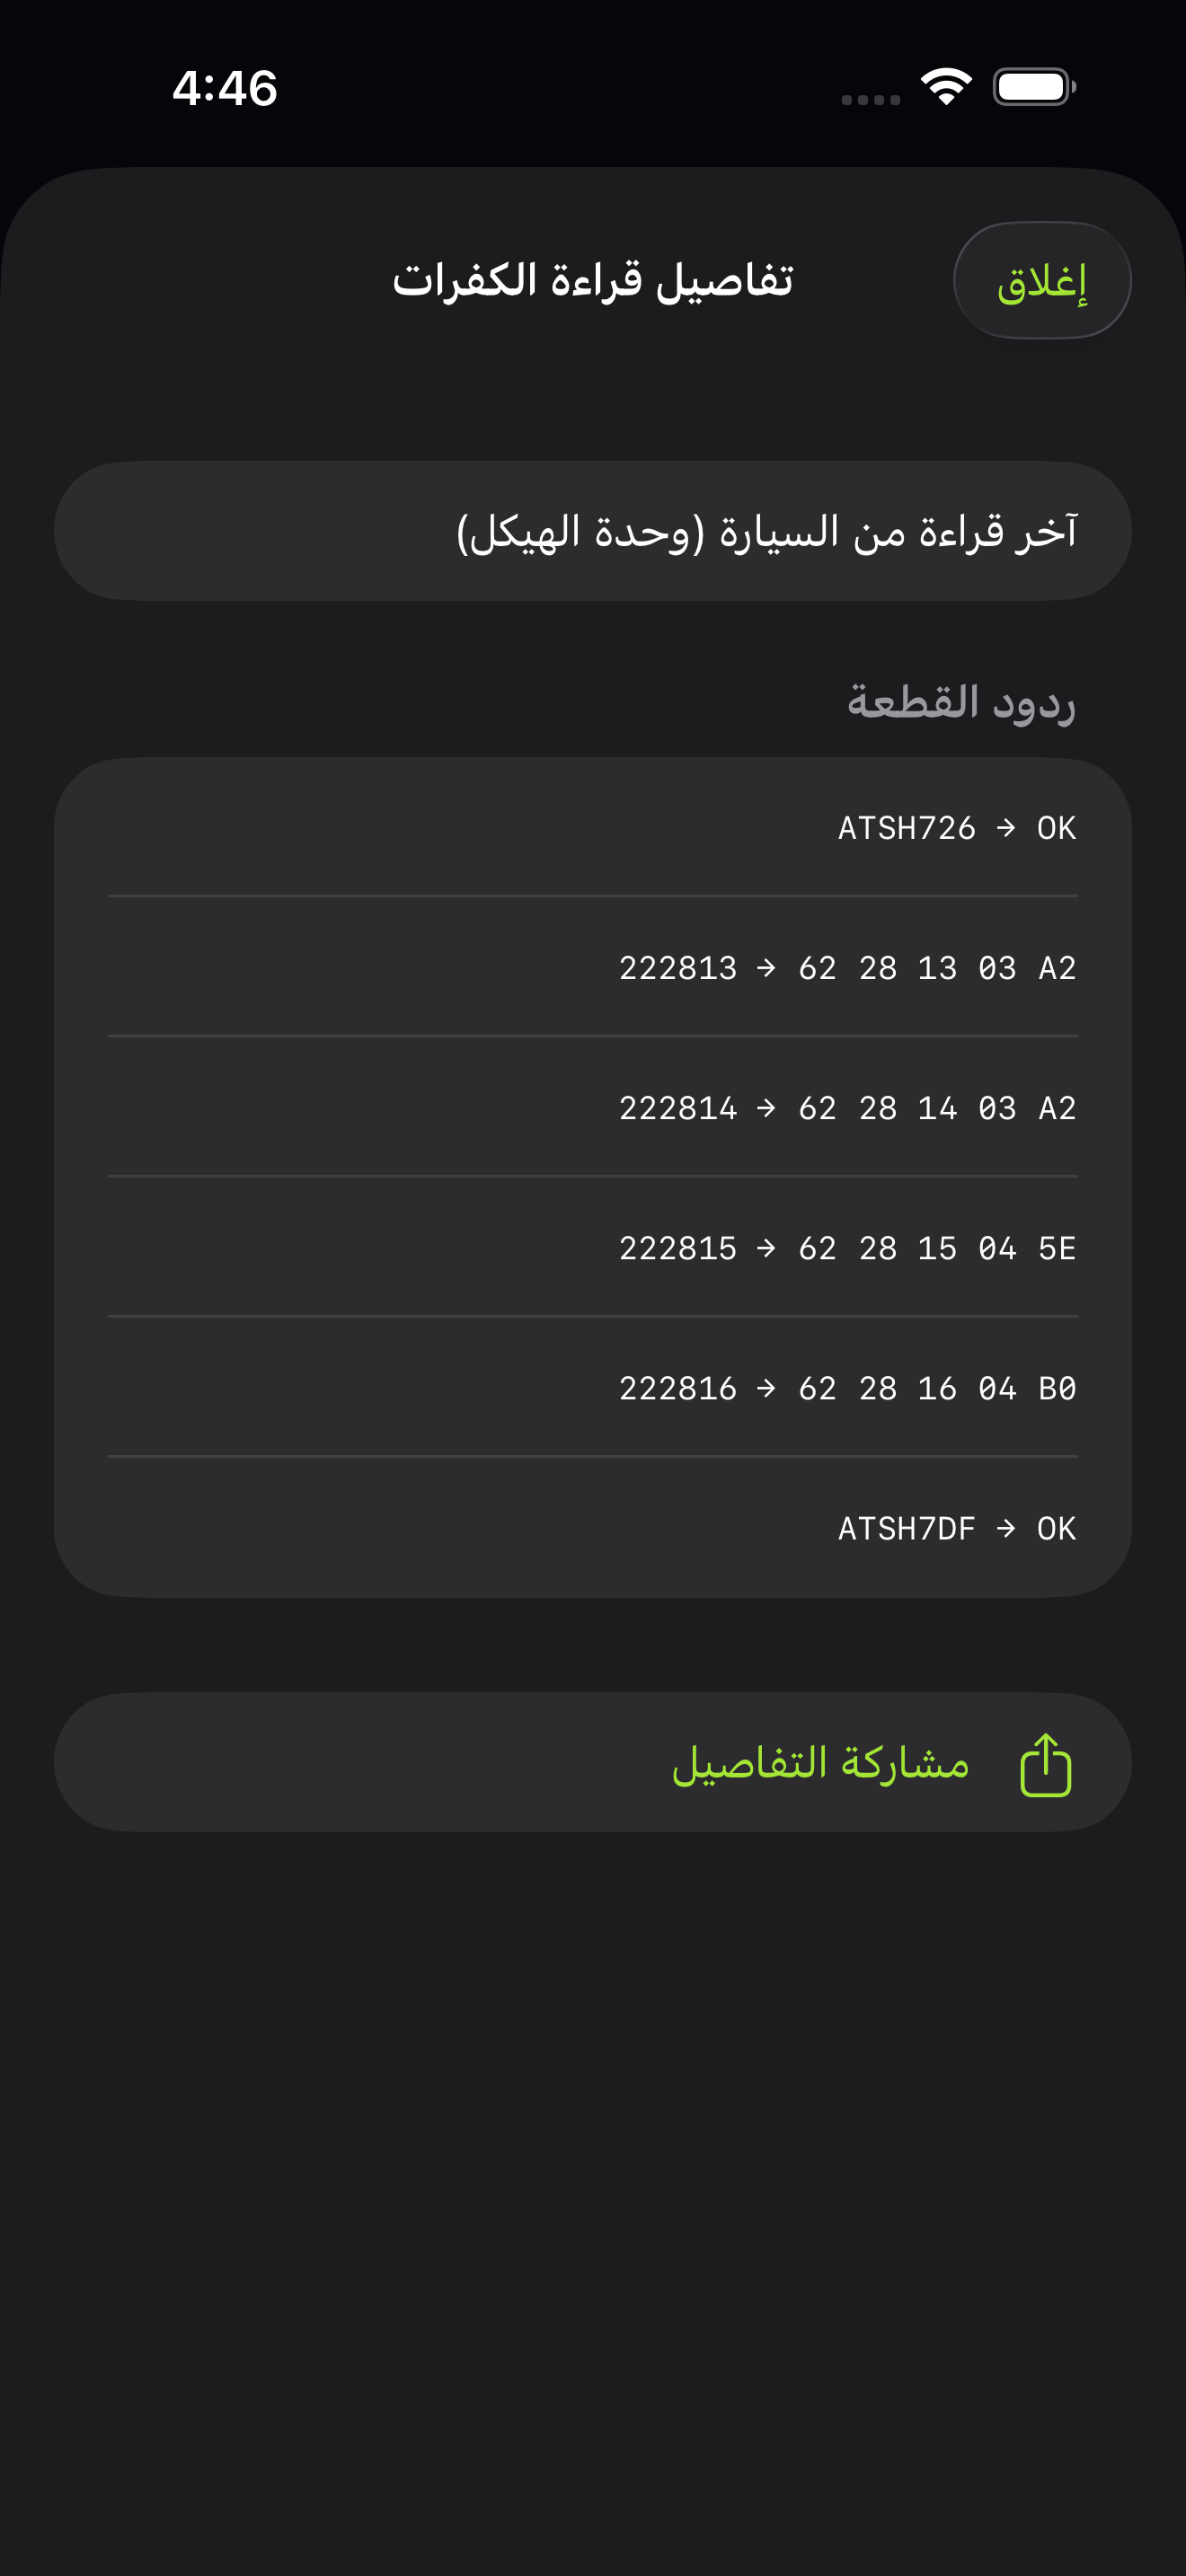 4:46
إغلاق
تفاصيل قراءة الكفرات
آخر قراءة من السيارة (وحدة الهيكل)
ردود القطعة
ATSH726 → OK
222813 → 62 28 13 03 A2
222814 → 62 28 14 03 A2
222815 → 62 28 15 04 5E
222816 → 62 28 16 04 B0
ATSH7DF → OK
مشاركة التفاصيل